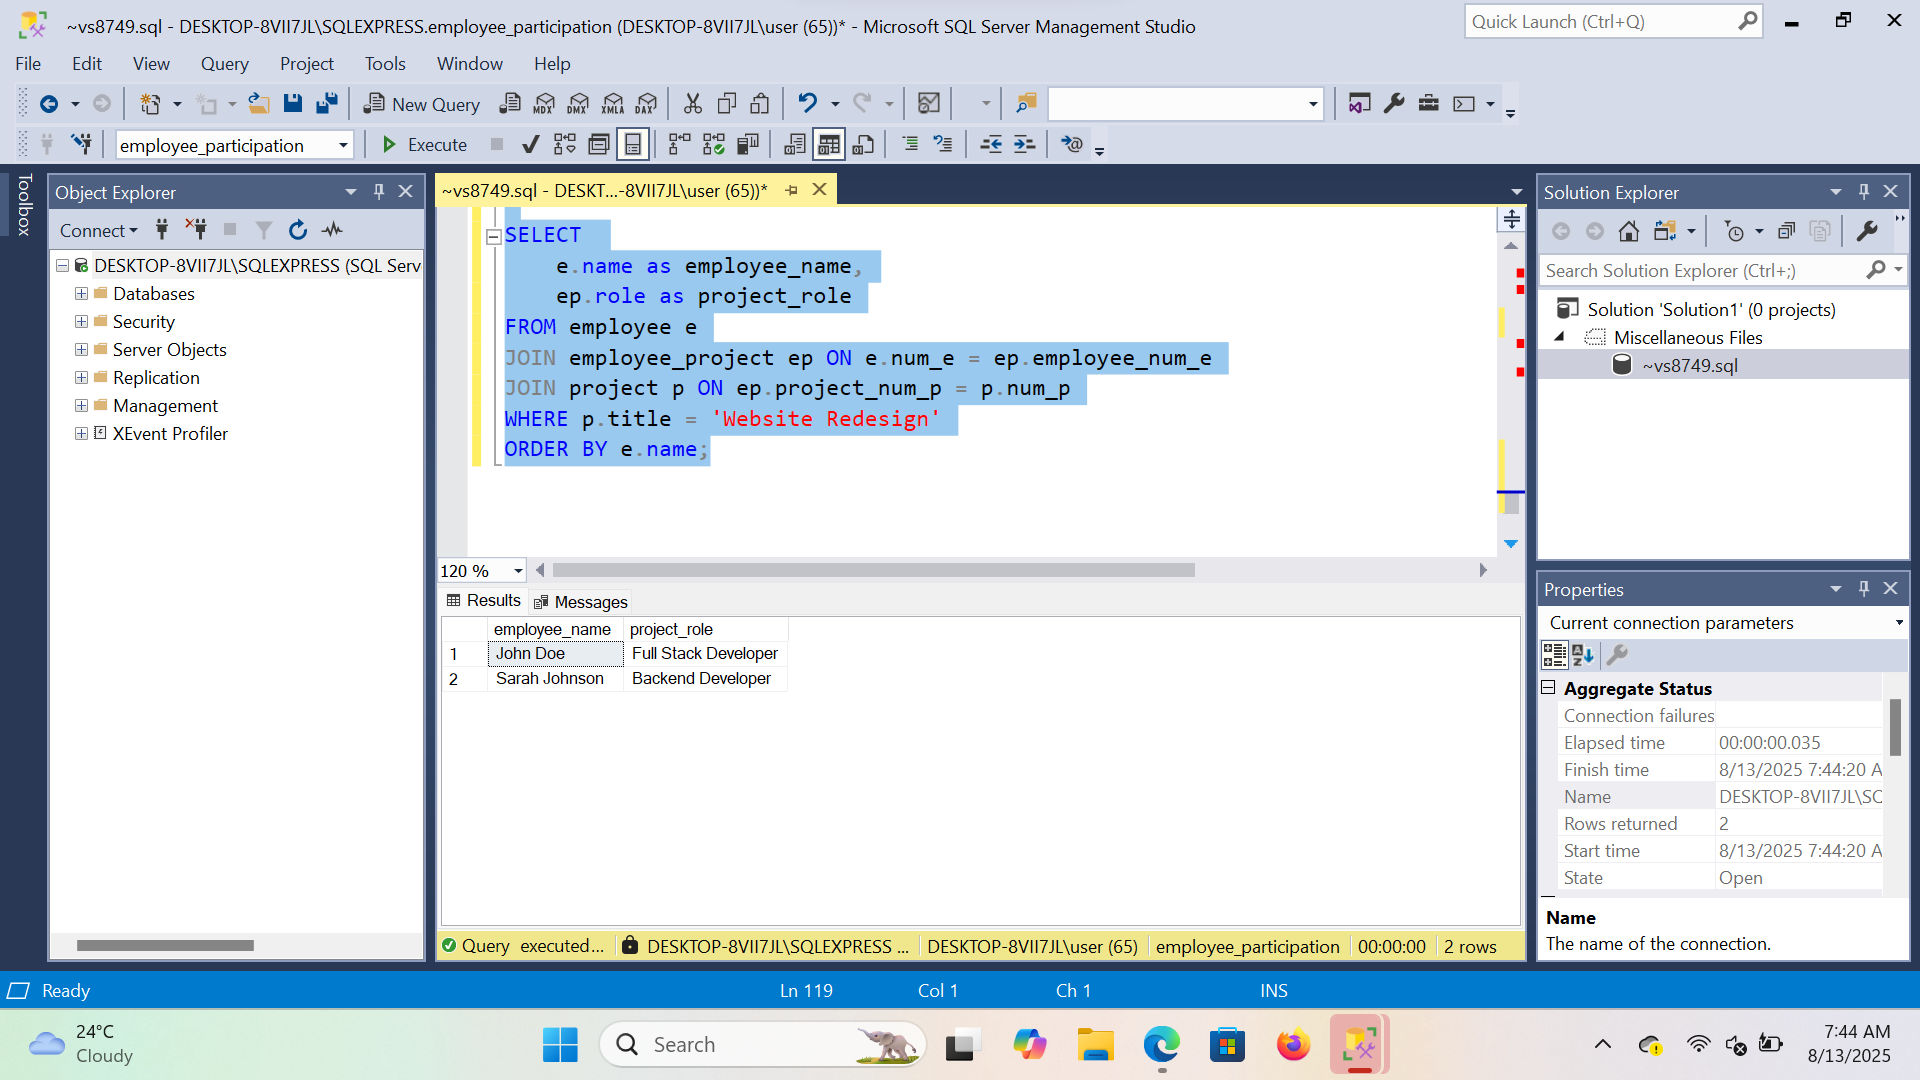 ~vs8749.sql - DESKTOP-8VII7JL\SQLEXPRESS.employee_participation (DESKTOP-8VII7JL\user (65))* - Microsoft SQL Server Management Studio
Quick Launch (Ctrl+Q)
File Edit View Query Project Tools Window Help
New Query MDX DMX XMLA DAX
employee_participation Execute
Toolbox
Object Explorer
Connect
DESKTOP-8VII7JL\SQLEXPRESS (SQL Serv
Databases
Security
Server Objects
Replication
Management
XEvent Profiler
~vs8749.sql - DESKT...-8VII7JL\user (65))*
SELECT
e.name as employee_name,
ep.role as project_role
FROM employee e
JOIN employee_project ep ON e.num_e = ep.employee_num_e
JOIN project p ON ep.project_num_p = p.num_p
WHERE p.title = 'Website Redesign'
ORDER BY e.name;
120 %
Results Messages
employee_name project_role
1 John Doe Full Stack Developer
2 Sarah Johnson Backend Developer
Query executed... DESKTOP-8VII7JL\SQLEXPRESS ... DESKTOP-8VII7JL\user (65) employee_participation 00:00:00 2 rows
Solution Explorer
Search Solution Explorer (Ctrl+;)
Solution 'Solution1' (0 projects)
Miscellaneous Files
~vs8749.sql
Properties
Current connection parameters
Aggregate Status
Connection failures
Elapsed time 00:00:00.035
Finish time 8/13/2025 7:44:20 A
Name DESKTOP-8VII7JL\SQ
Rows returned 2
Start time 8/13/2025 7:44:20 A
State Open
Name
The name of the connection.
Ready Ln 119 Col 1 Ch 1 INS
24°C
Cloudy
Search
7:44 AM
8/13/2025